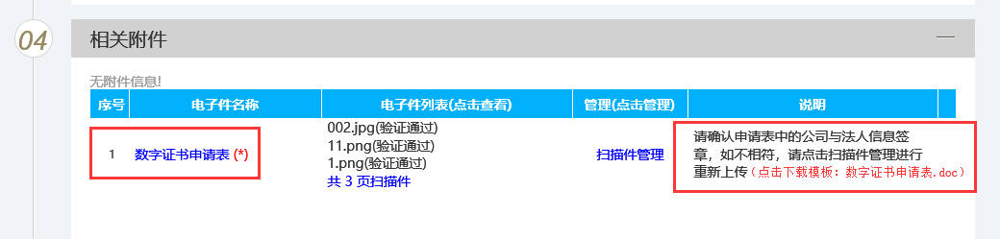 04
相关附件
无附件信息!
序号 电子件名称 电子件列表(点击查看) 管理(点击管理) 说明
1 数字证书申请表 (*)
002.jpg(验证通过)
11.png(验证通过)
1.png(验证通过)
共 3 页扫描件
扫描件管理
请确认申请表中的公司与法人信息签
章，如不相符，请点击扫描件管理进行
重新上传(点击下载模板：数字证书申请表.doc)